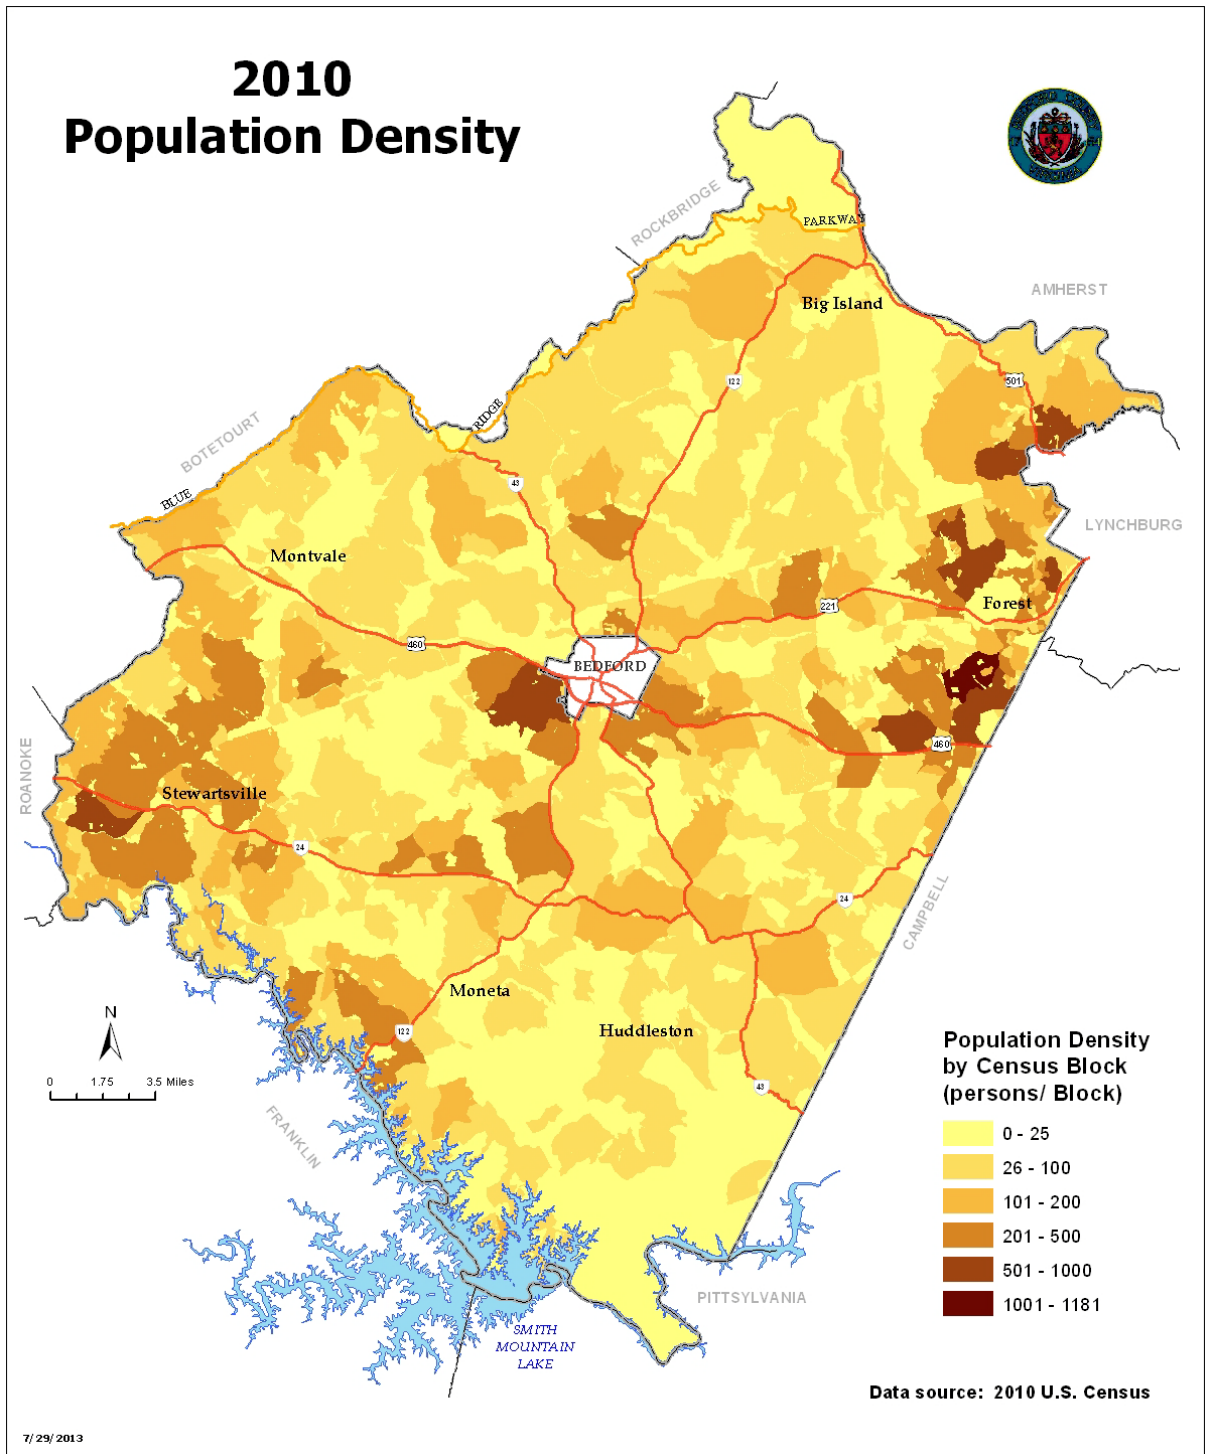 2010
Population Density
ROCKBRIDGE
PARKWAY
AMHERST
Big Island
122
501
BOTETOURT
RIDGE
BLUE
43
LYNCHBURG
Montvale
221
Forest
460
BEDFORD
ROANOKE
460
Stewartsville
24
24
CAMPBELL
Moneta
Huddleston
122
43
N
0 1.75 3.5 Miles
FRANKLIN
Population Density
by Census Block
(persons/ Block)
0 - 25
26 - 100
101 - 200
201 - 500
501 - 1000
1001 - 1181
PITTSYLVANIA
SMITH
MOUNTAIN
LAKE
Data source: 2010 U.S. Census
7/29/2013